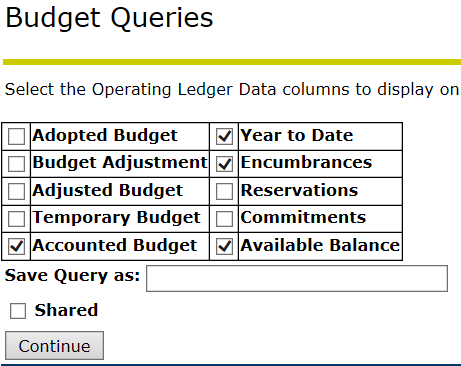 Budget Queries
Select the Operating Ledger Data columns to display on
Adopted Budget Year to Date
Budget Adjustment Encumbrances
Adjusted Budget Reservations
Temporary Budget Commitments
Accounted Budget Available Balance
Save Query as:
Shared
Continue